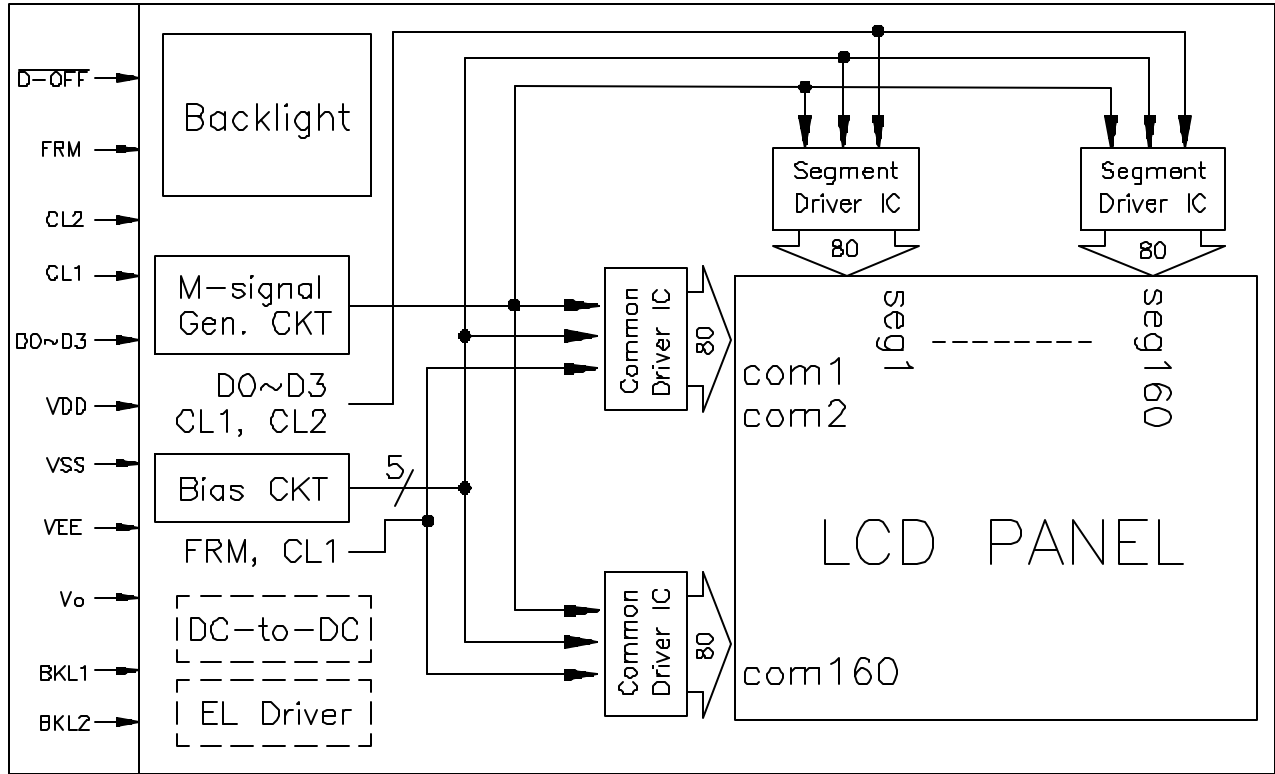 D-OFF
FRM
CL2
CL1
D0~D3
VDD
VSS
VEE
Vo
BKL1
BKL2
Backlight
M-signal
Gen. CKT
D0~D3
CL1, CL2
Bias CKT
5
FRM, CL1
DC-to-DC
EL Driver
Segment
Driver IC
80
Segment
Driver IC
80
Common
Driver IC
80
Common
Driver IC
80
seg1
seg160
com1
com2
LCD PANEL
com160